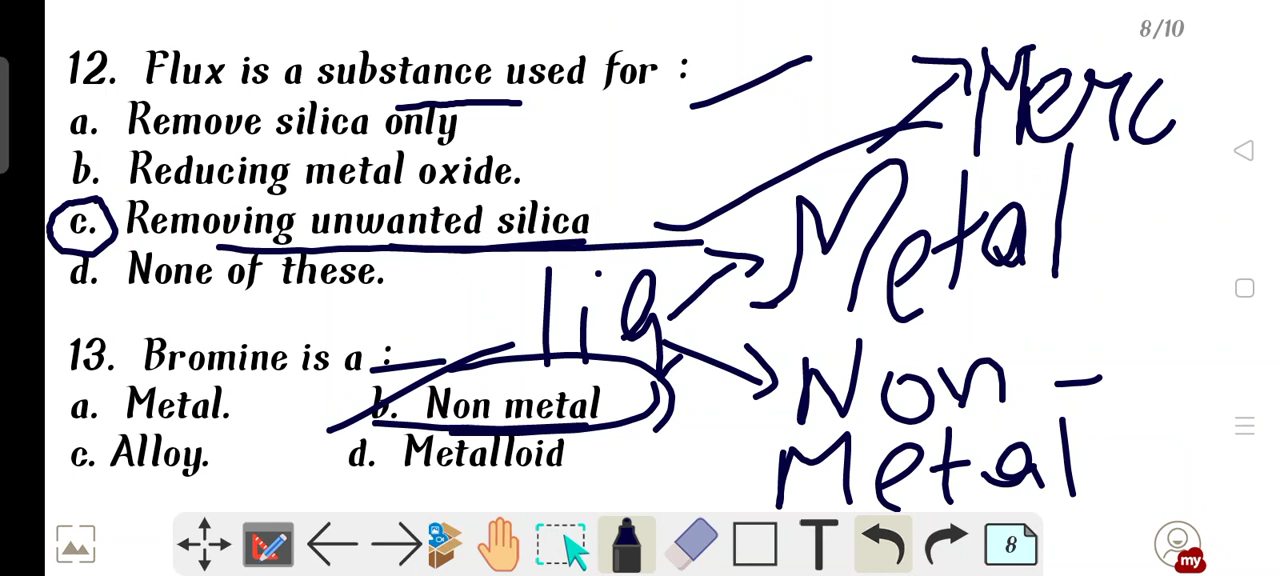 8/10
12. Flux is a substance used for :
a. Remove silica only
b. Reducing metal oxide.
c. Removing unwanted silica
d. None of these.
Merc
Metal
liq
Non -
Metal
13. Bromine is a :
a. Metal. b. Non metal
c. Alloy. d. Metalloid
T
8
my